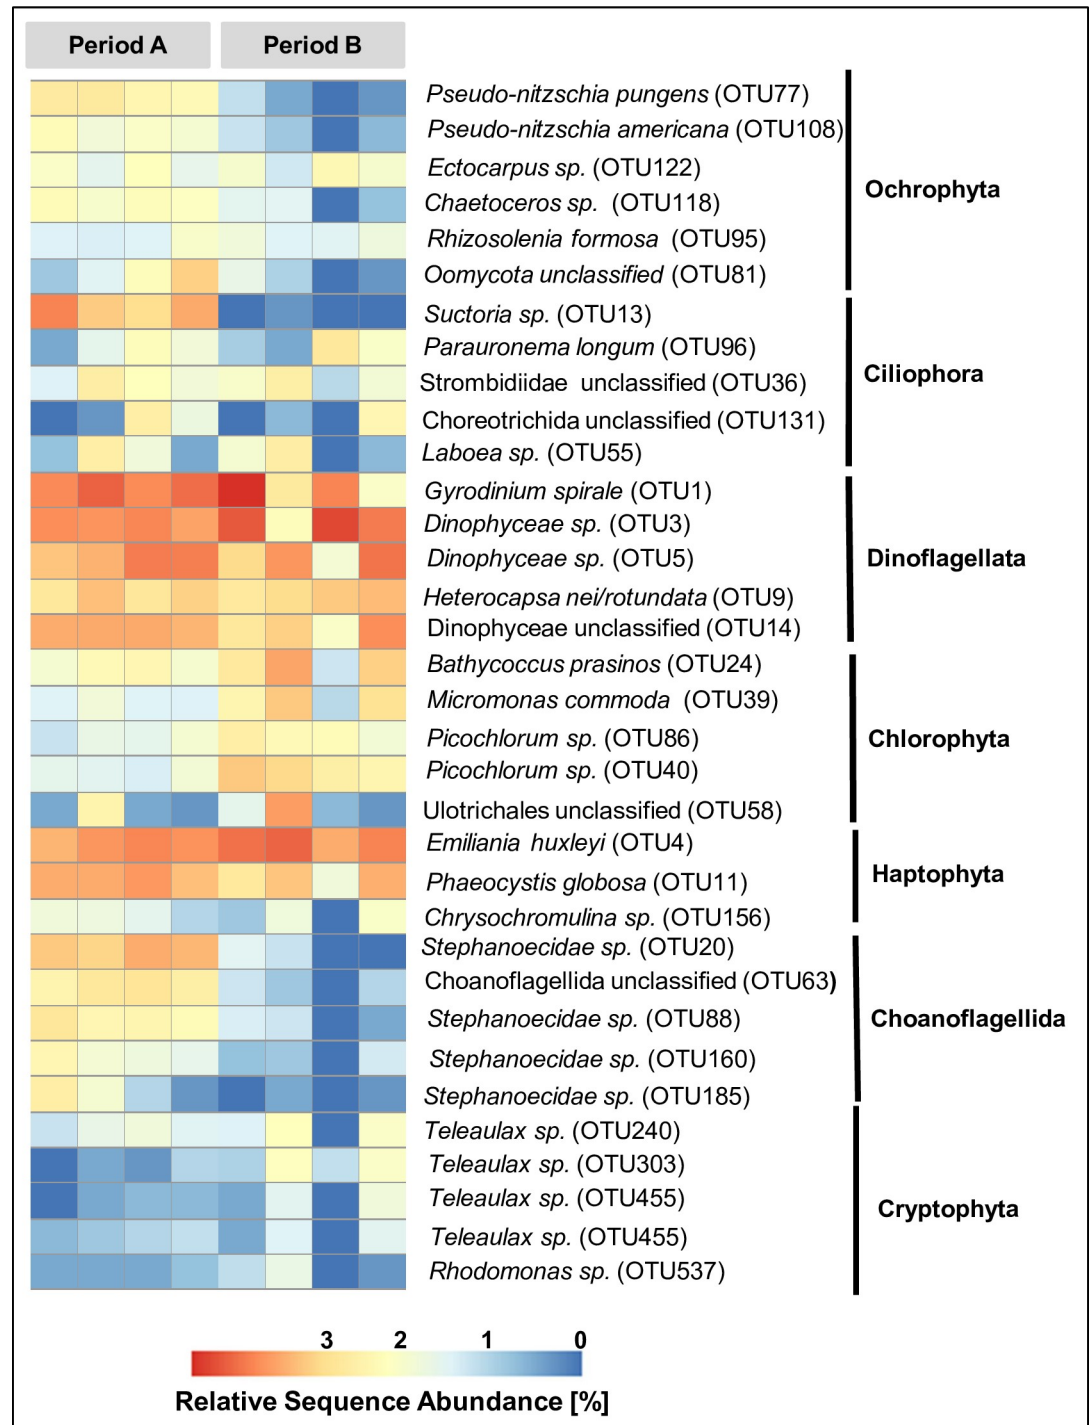 Period A Period B
Pseudo-nitzschia pungens (OTU77)
Pseudo-nitzschia americana (OTU108)
Ectocarpus sp. (OTU122)
Ochrophyta
Chaetoceros sp. (OTU118)
Rhizosolenia formosa (OTU95)
Oomycota unclassified (OTU81)
Suctoria sp. (OTU13)
Parauronema longum (OTU96)
Ciliophora
Strombidiidae unclassified (OTU36)
Choreotrichida unclassified (OTU131)
Laboea sp. (OTU55)
Gyrodinium spirale (OTU1)
Dinophyceae sp. (OTU3)
Dinophyceae sp. (OTU5)
Dinoflagellata
Heterocapsa nei/rotundata (OTU9)
Dinophyceae unclassified (OTU14)
Bathycoccus prasinos (OTU24)
Micromonas commoda (OTU39)
Picochlorum sp. (OTU86)
Chlorophyta
Picochlorum sp. (OTU40)
Ulotrichales unclassified (OTU58)
Emiliania huxleyi (OTU4)
Haptophyta
Phaeocystis globosa (OTU11)
Chrysochromulina sp. (OTU156)
Stephanoecidae sp. (OTU20)
Choanoflagellida unclassified (OTU63)
Stephanoecidae sp. (OTU88)
Choanoflagellida
Stephanoecidae sp. (OTU160)
Stephanoecidae sp. (OTU185)
Teleaulax sp. (OTU240)
Teleaulax sp. (OTU303)
Teleaulax sp. (OTU455)
Cryptophyta
Teleaulax sp. (OTU455)
Rhodomonas sp. (OTU537)
3 2 1 0
Relative Sequence Abundance [%]